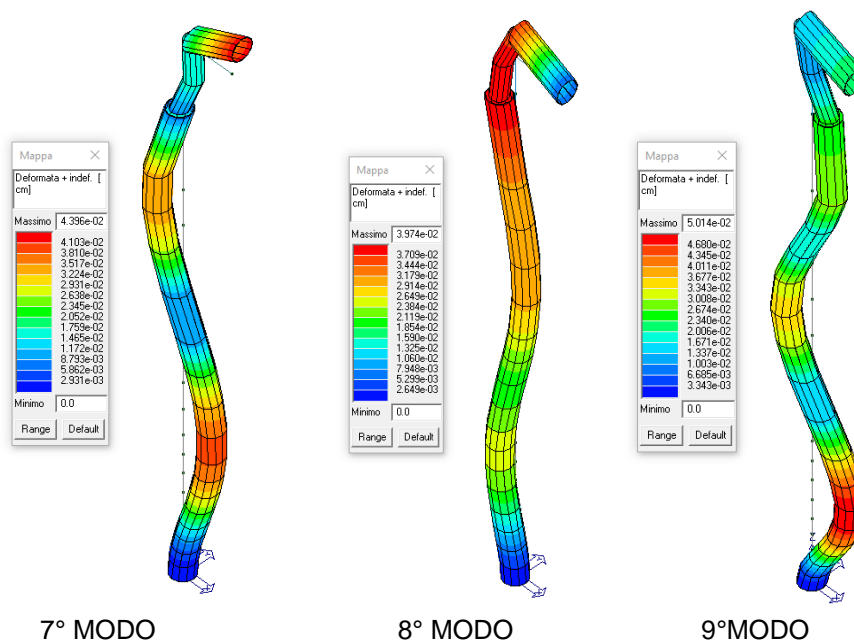 Mappa
Deformata + indef. [
cm]
Massimo 4.396e-02
4.103e-02
3.810e-02
3.517e-02
3.224e-02
2.931e-02
2.638e-02
2.345e-02
2.052e-02
1.759e-02
1.465e-02
1.172e-02
8.793e-03
5.862e-03
2.931e-03
Minimo 0.0
Range Default
7° MODO
Mappa
Deformata + indef. [
cm]
Massimo 3.974e-02
3.709e-02
3.444e-02
3.179e-02
2.914e-02
2.649e-02
2.384e-02
2.119e-02
1.854e-02
1.590e-02
1.325e-02
1.060e-02
7.948e-03
5.299e-03
2.649e-03
Minimo 0.0
Range Default
8° MODO
Mappa
Deformata + indef. [
cm]
Massimo 5.014e-02
4.680e-02
4.345e-02
4.011e-02
3.677e-02
3.343e-02
3.008e-02
2.674e-02
2.340e-02
2.006e-02
1.671e-02
1.337e-02
1.003e-02
6.685e-03
3.343e-03
Minimo 0.0
Range Default
9°MODO